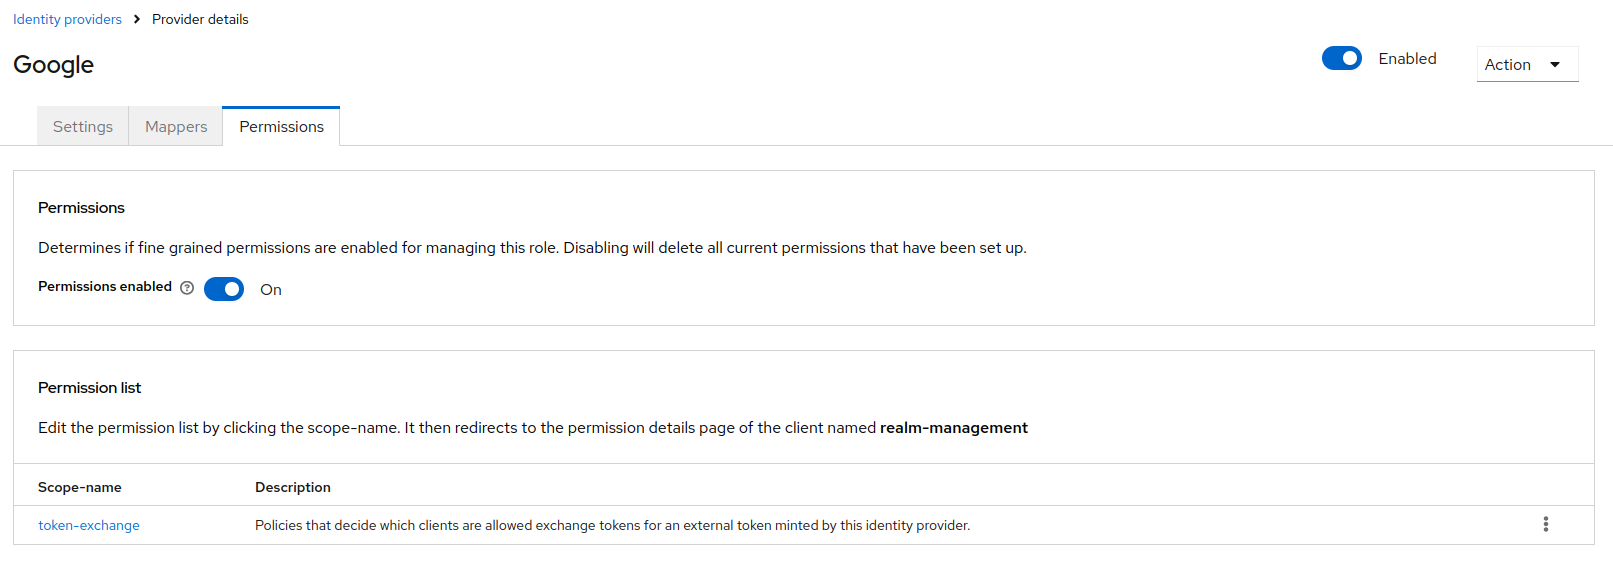 Identity providers > Provider details
Google
Enabled
Action
Settings Mappers Permissions
Permissions
Determines if fine grained permissions are enabled for managing this role. Disabling will delete all current permissions that have been set up.
Permissions enabled ? On
Permission list
Edit the permission list by clicking the scope-name. It then redirects to the permission details page of the client named realm-management
Scope-name Description
token-exchange Policies that decide which clients are allowed exchange tokens for an external token minted by this identity provider.